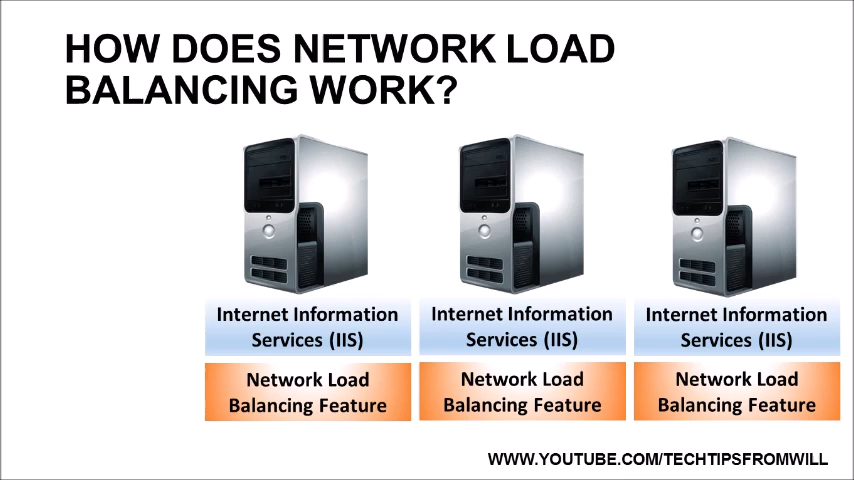 HOW DOES NETWORK LOAD
BALANCING WORK?
Internet Information
Services (IIS)
Internet Information
Services (IIS)
Internet Information
Services (IIS)
Network Load
Balancing Feature
Network Load
Balancing Feature
Network Load
Balancing Feature
WWW.YOUTUBE.COM/TECHTIPSFROMWILL